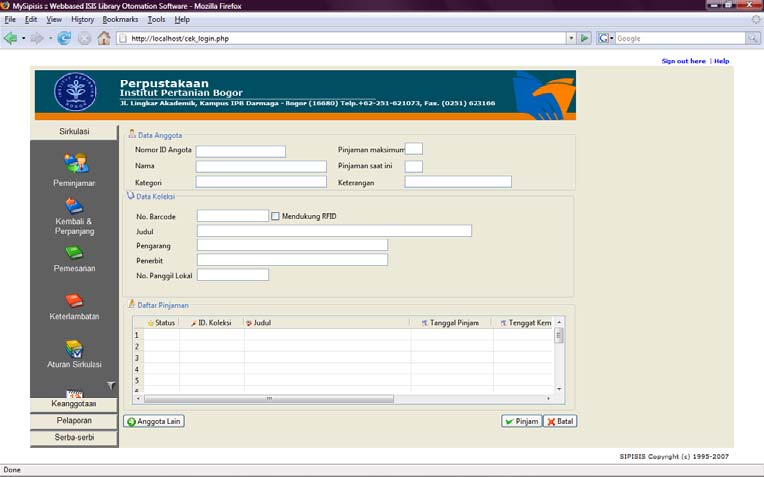 MySipisis :: Webbased ISIS Library Otomation Software - Mozilla Firefox
File Edit View History Bookmarks Tools Help
http://localhost/cek_login.php
Google
Sign out here | Help
Perpustakaan
Institut Pertanian Bogor
Jl. Lingkar Akademik, Kampus IPB Darmaga - Bogor (16680) Telp.+62-251-621073, Fax. (0251) 623166
Sirkulasi
Peminjaman
Kembali &
Perpanjang
Pemesanan
Keterlambatan
Aturan Sirkulasi
Keanggotaan
Pelaporan
Serba-serbi
Data Anggota
Nomor ID Angota
Pinjaman maksimum
Nama
Pinjaman saat ini
Kategori
Keterangan
Data Koleksi
No. Barcode
Mendukung RFID
Judul
Pengarang
Penerbit
No. Panggil Lokal
Daftar Pinjaman
Status ID. Koleksi Judul Tanggal Pinjam Tenggat Kem
1
2
3
4
5
Anggota Lain
Pinjam Batal
SIPISIS Copyright (c) 1995-2007
Done